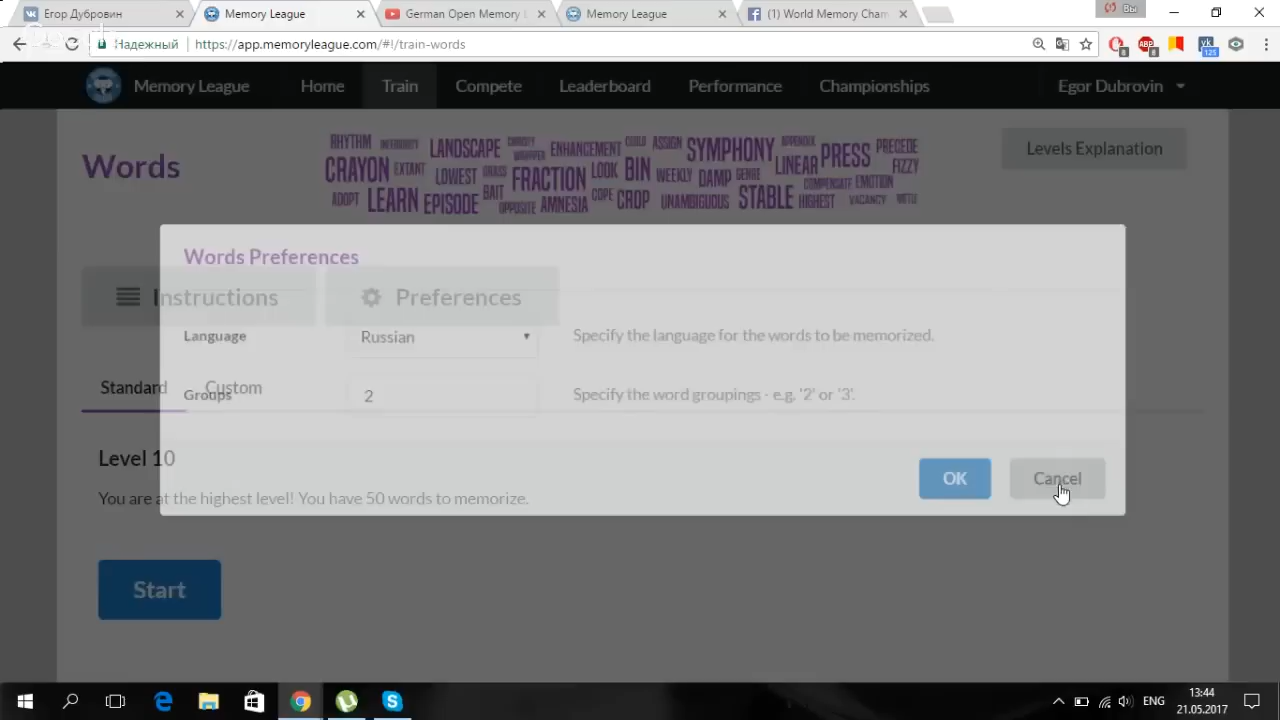 Егор Дубровин
Memory League
German Open Memory L
Memory League
(1) World Memory Cham
Вы
Надежный
https://app.memoryleague.com/#!/train-words
8
6
125
Memory League
Home
Train
Compete
Leaderboard
Performance
Championships
Egor Dubrovin
Words
RHYTHM
LANDSCAPE
ENHANCEMENT
ASSIGN
SYMPHONY
APPENDIX
PRECEDE
CRAYON
EXTANT
LOWEST
FRACTION
LOOK
BIN
WEEKLY
DAMP
LINEAR
PRESS
FIZZY
ADOPT
LEARN
EPISODE
BAIT
OPPOSITE
AMNESIA
COPE
CROP
UNAMBIGUOUS
GENRE
STABLE
COMPENSATE
EMOTION
HIGHEST
VACANCY
Levels Explanation
Words Preferences
Instructions
Preferences
Language
Russian
Specify the language for the words to be memorized.
Standard
Custom
Groups
2
Specify the word groupings - e.g. '2' or '3'.
Level 10
OK
Cancel
You are at the highest level! You have 50 words to memorize.
Start
ENG
13:44
21.05.2017